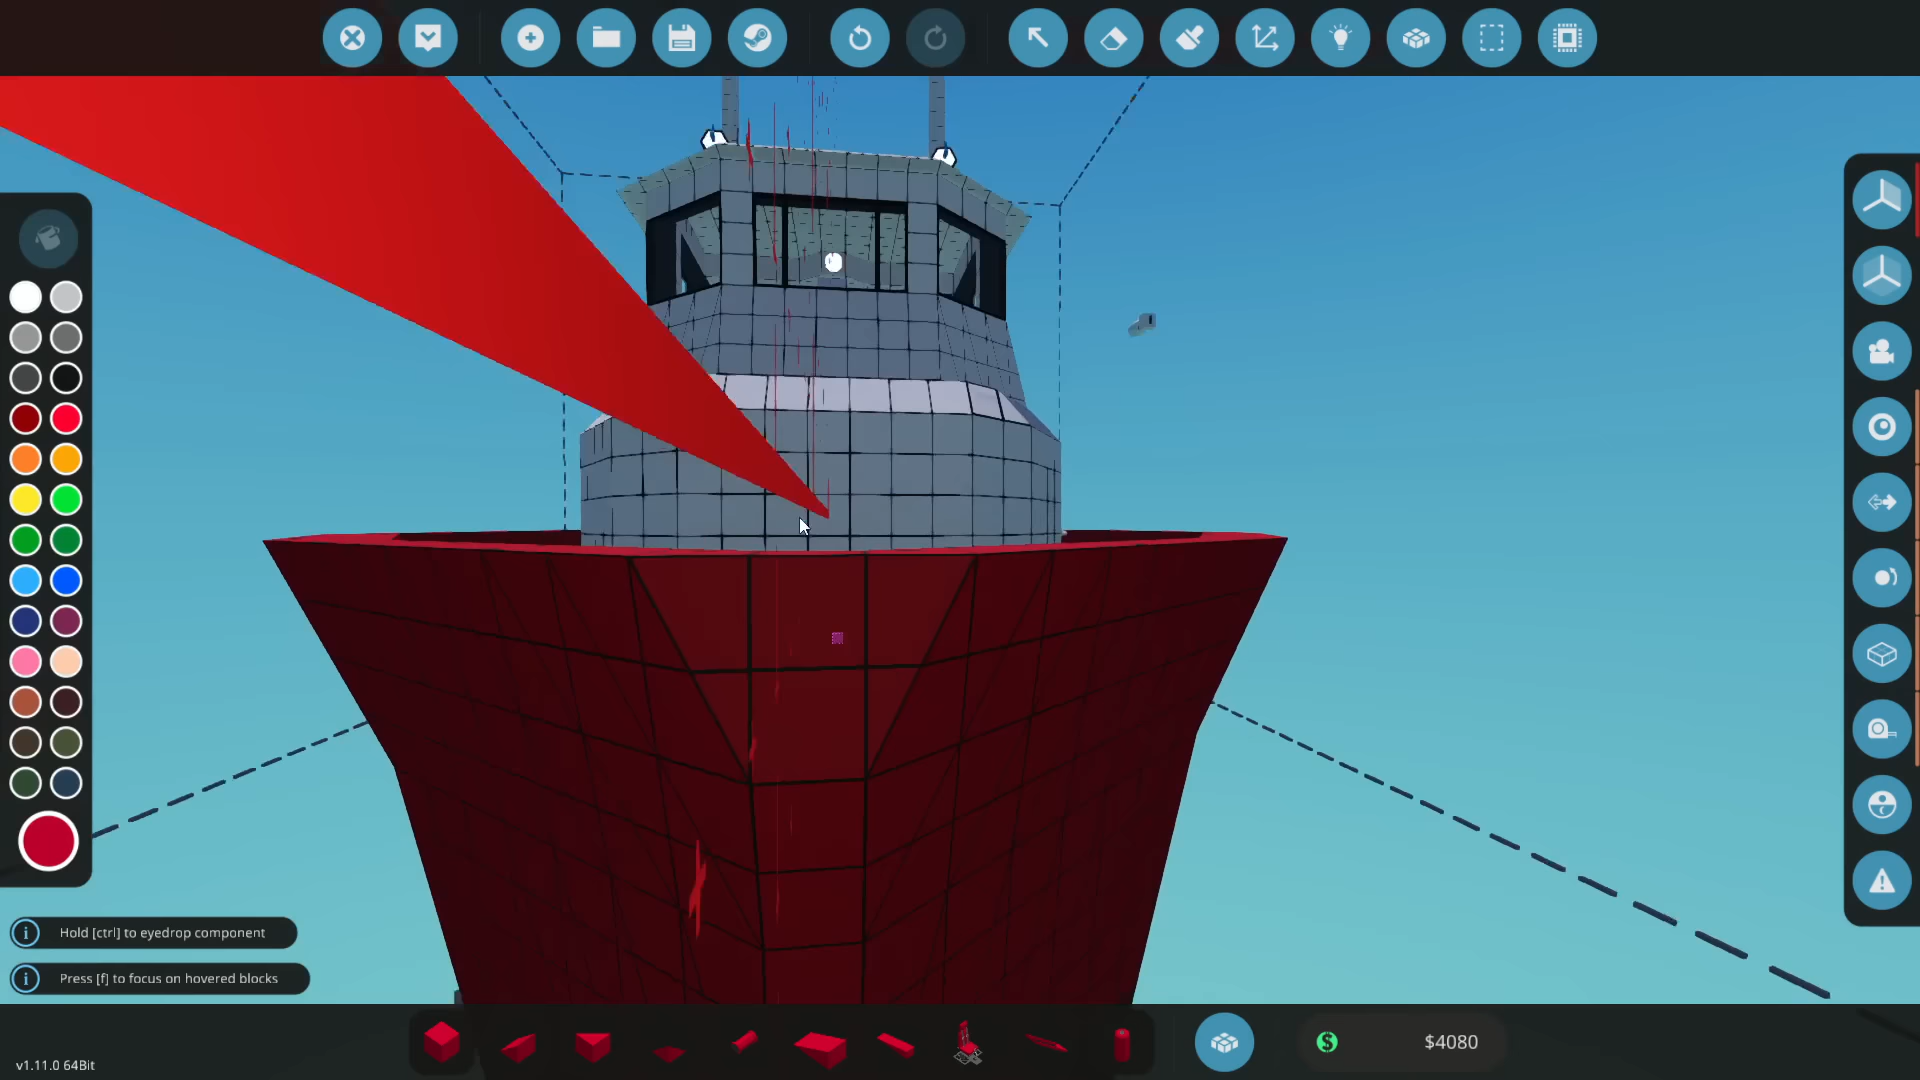 Hold [ctrl] to eyedrop component
Press [f] to focus on hovered blocks
$4080
v1.11.0 64Bit